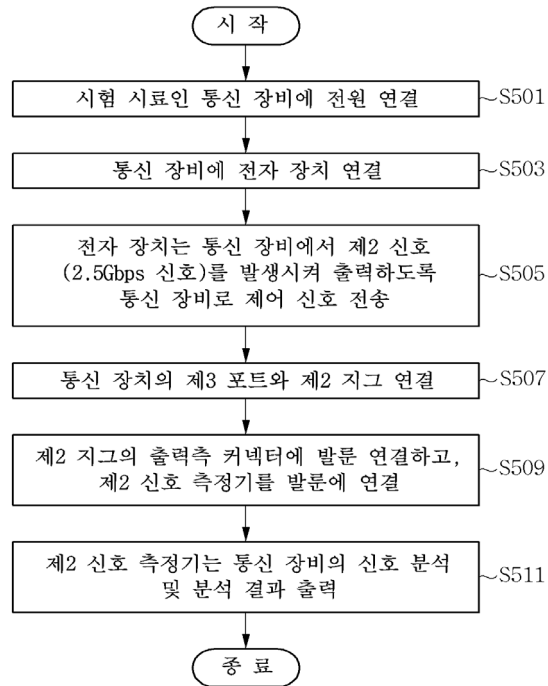 시 작
시험 시료인 통신 장비에 전원 연결
~S501
통신 장비에 전자 장치 연결
~S503
전자 장치는 통신 장비에서 제2 신호
(2.5Gbps 신호)를 발생시켜 출력하도록
통신 장비로 제어 신호 전송
~S505
통신 장치의 제3 포트와 제2 지그 연결
~S507
제2 지그의 출력측 커넥터에 발룬 연결하고,
제2 신호 측정기를 발룬에 연결
~S509
제2 신호 측정기는 통신 장비의 신호 분석
및 분석 결과 출력
~S511
종 료